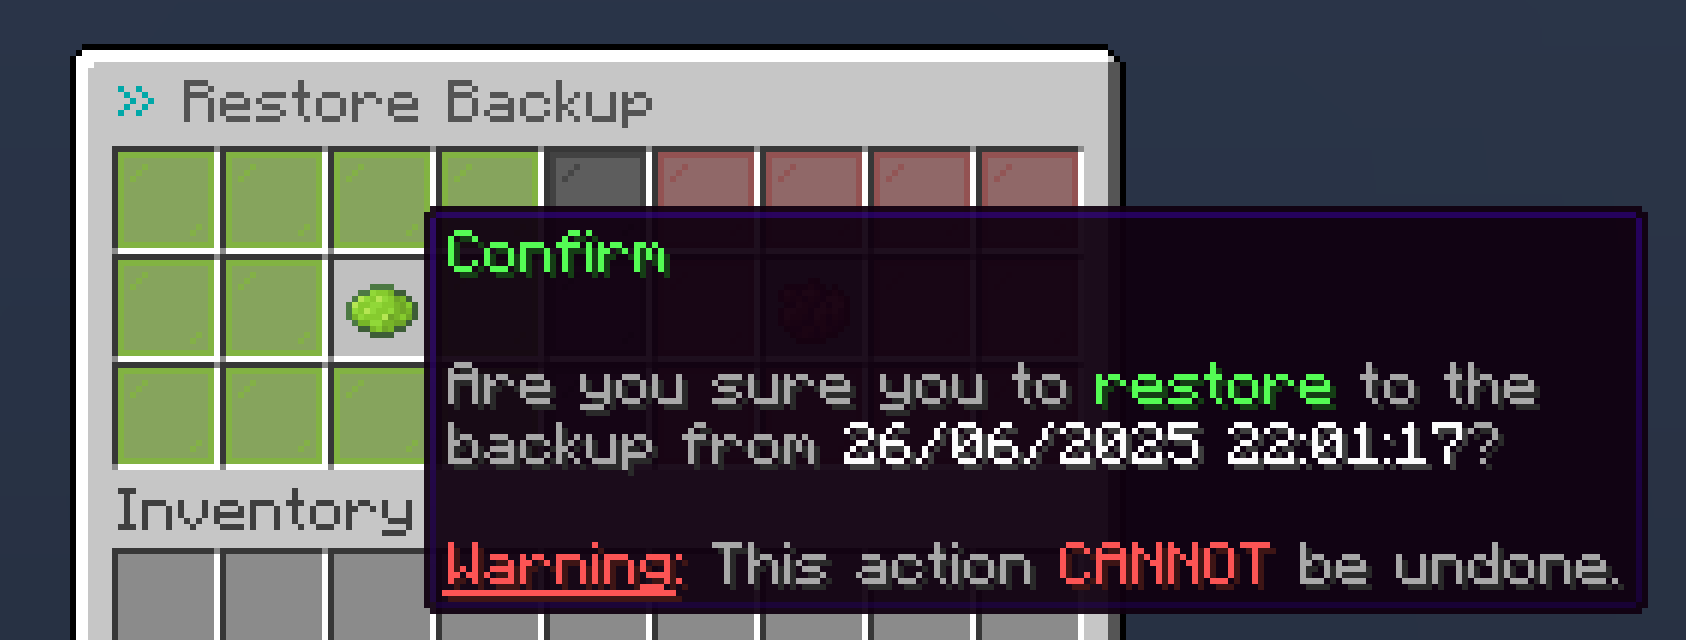 » Restore Backup
Confirm
Are you sure you to restore to the
backup from 26/06/2025 22:01:17?
Warning: This action CANNOT be undone.
Inventory